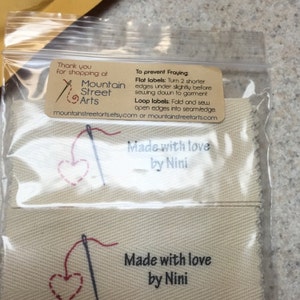 Thank you
for shopping at
Mountain
Street
Arts
To prevent Fraying:
Flat labels: Turn 2 shorter
edges under slightly before
sewing down to garment
Loop labels: Fold and sew
open edges into seam/edge.
mountainstreetarts.etsy.com or mountainstreetarts.com
Made with love
by Nini
Made with love
by Nini